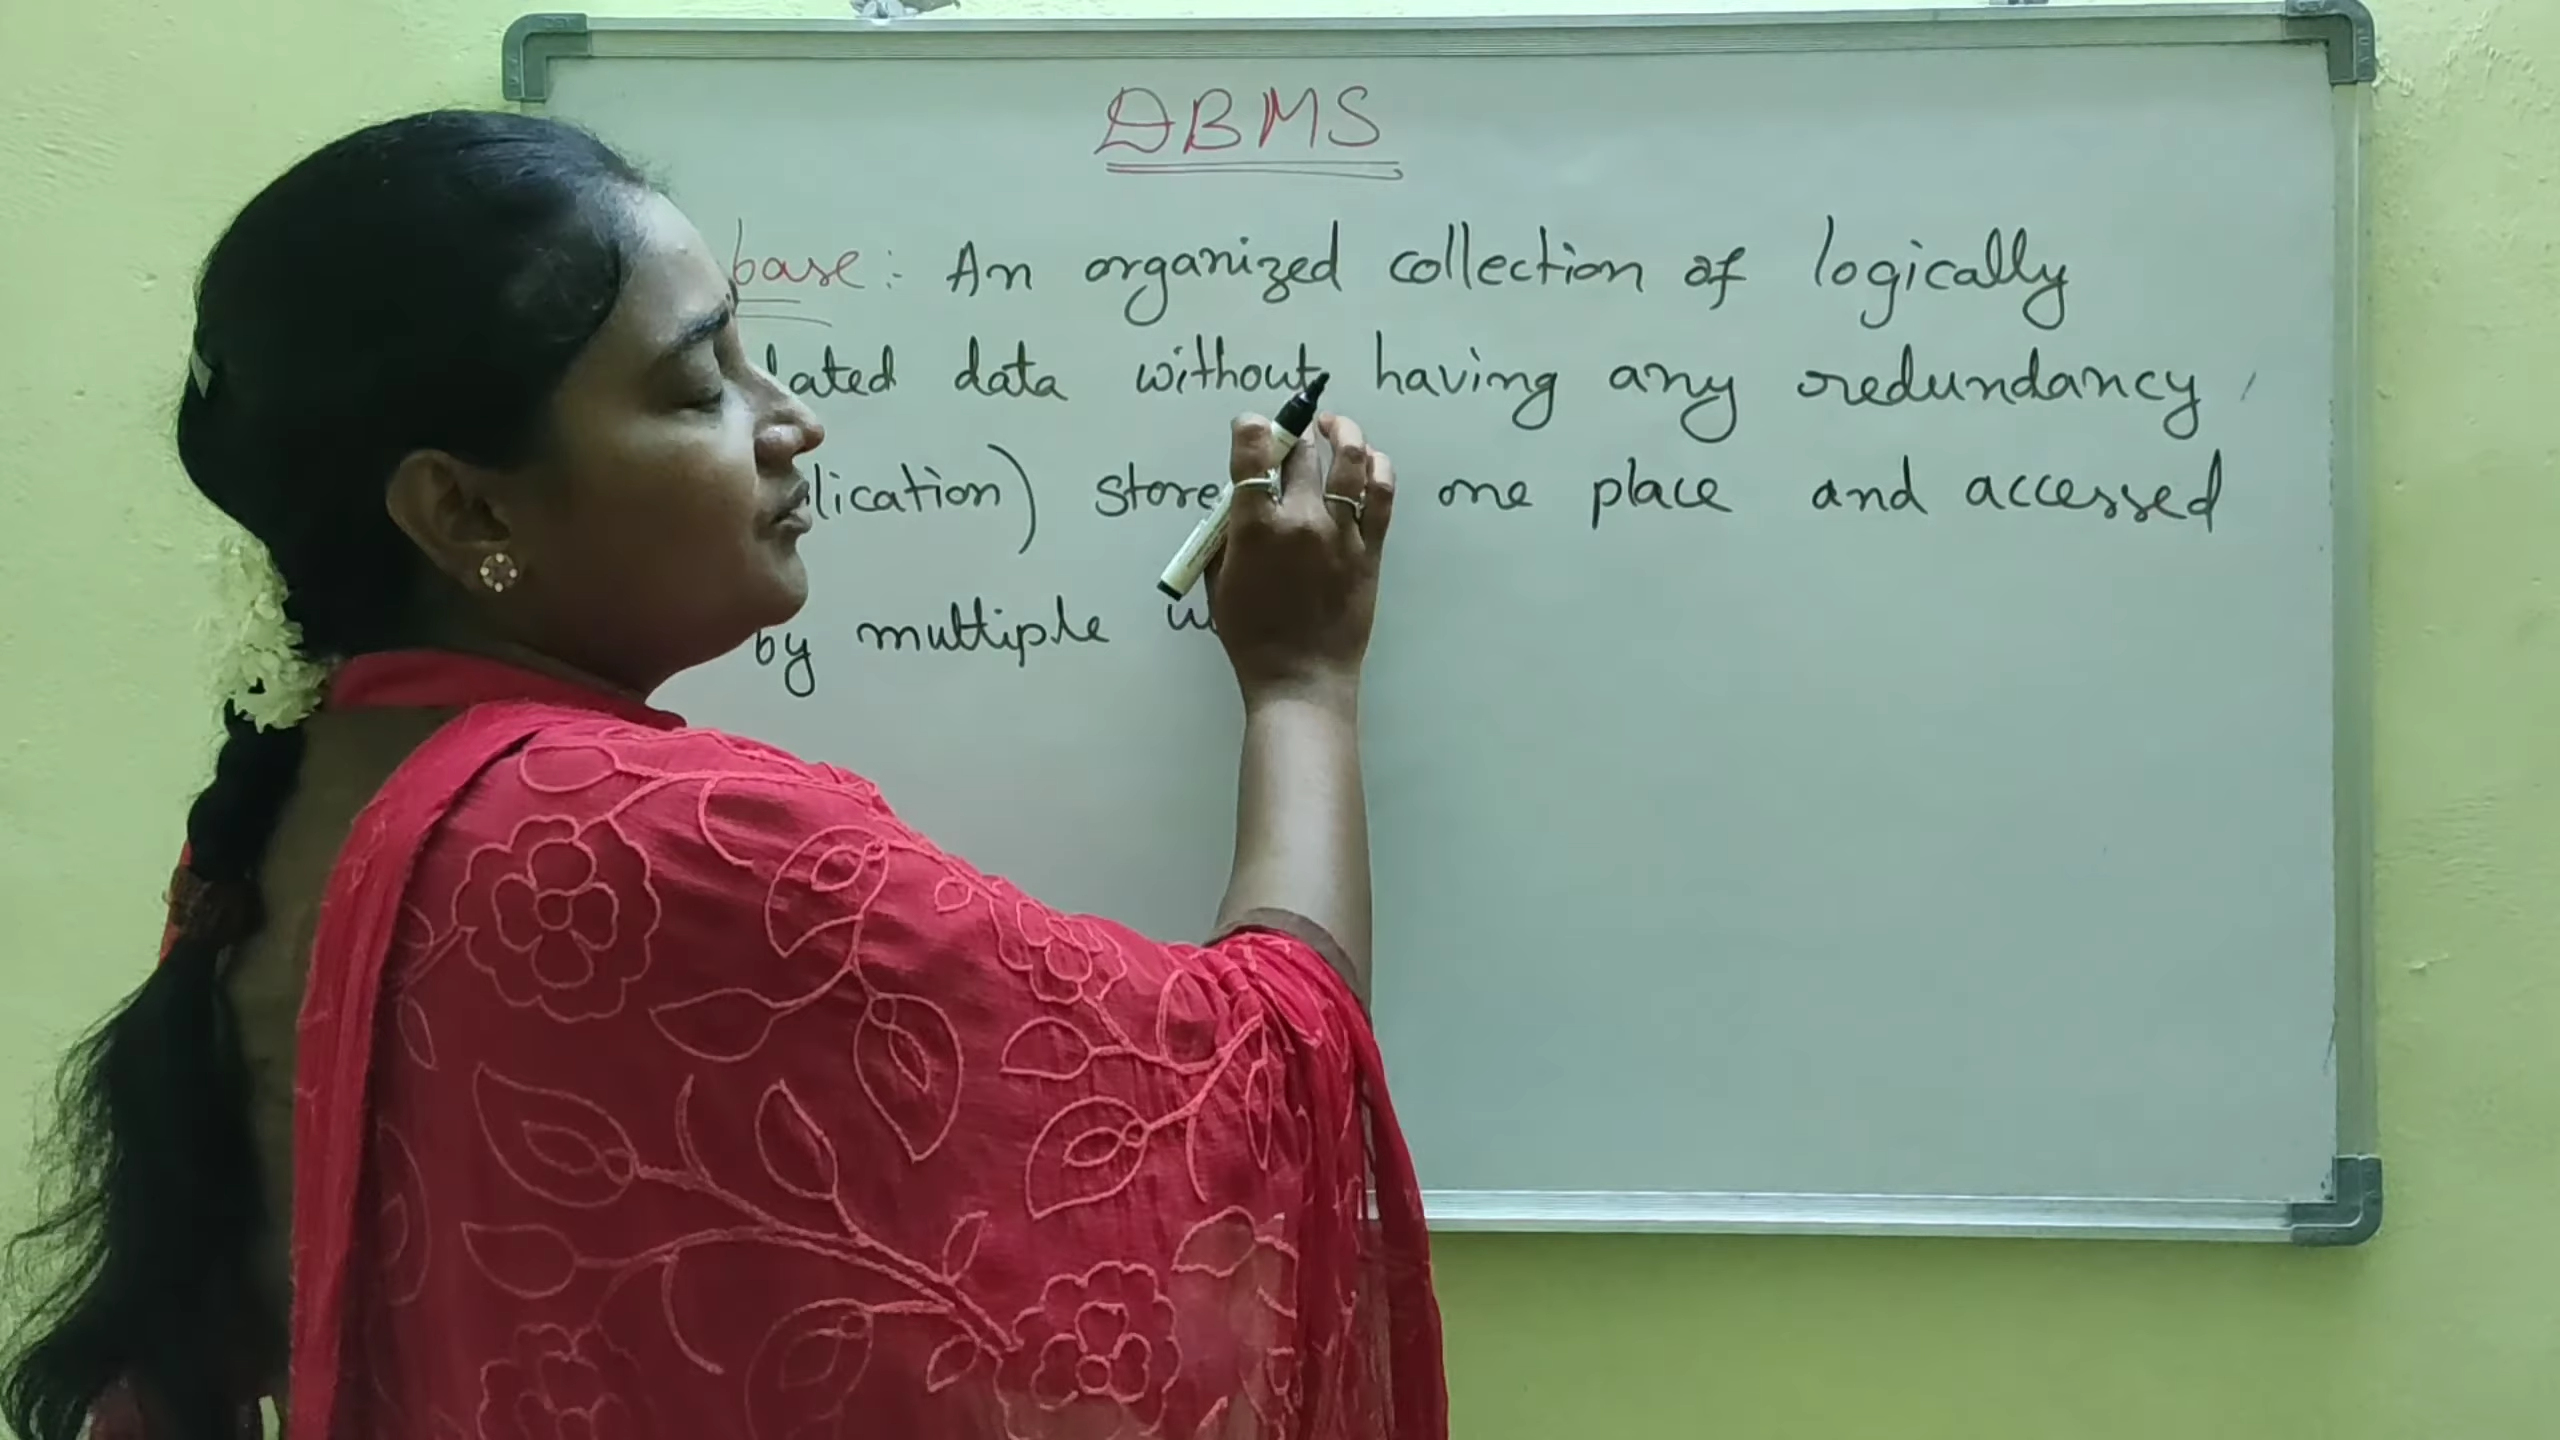 DBMS
base: An organized collection of logically
lated data without having any redundancy
lication) store one place and accessed
by multiple